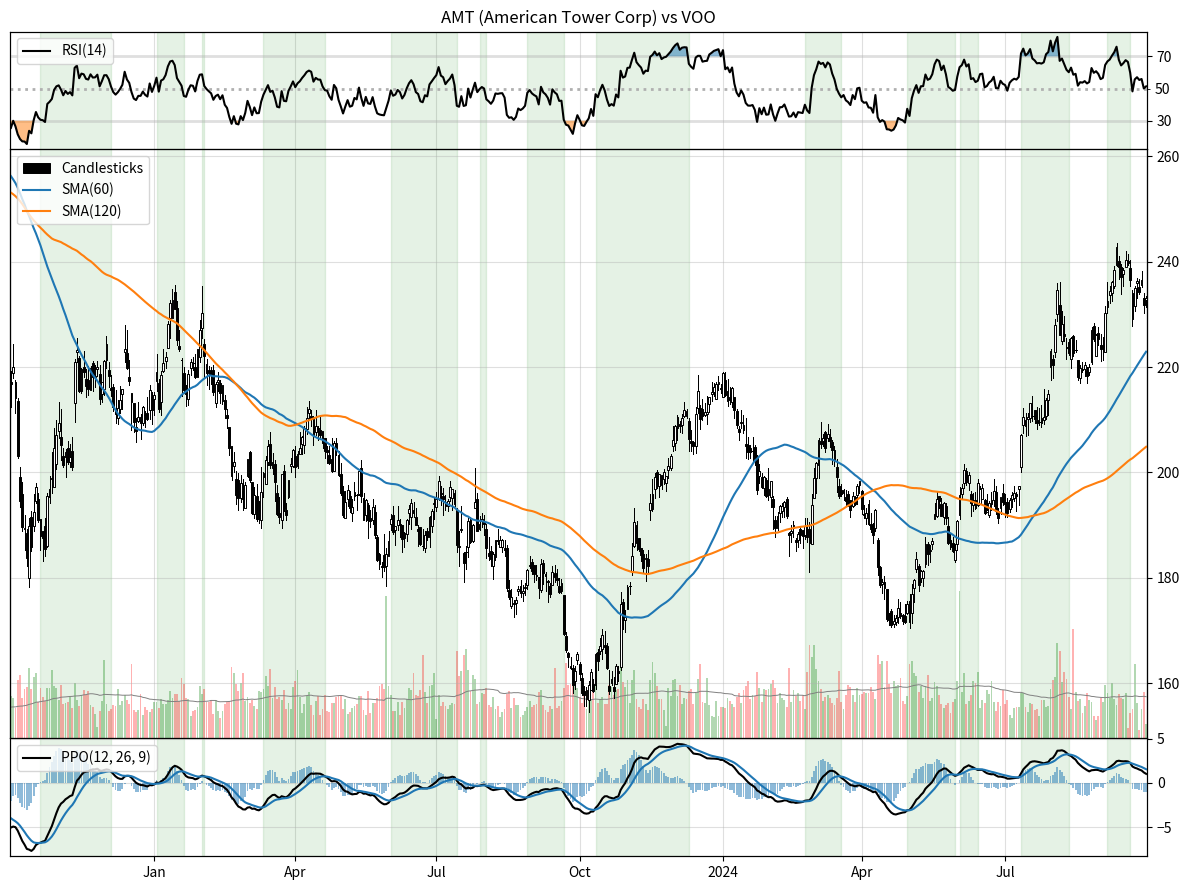 AMT (American Tower Corp) vs VOO
RSI(14)
70
50
30
Candlesticks
SMA(60)
SMA(120)
260
240
220
200
180
160
PPO(12, 26, 9)
5
0
−5
Jan
Apr
Jul
Oct
2024
Apr
Jul